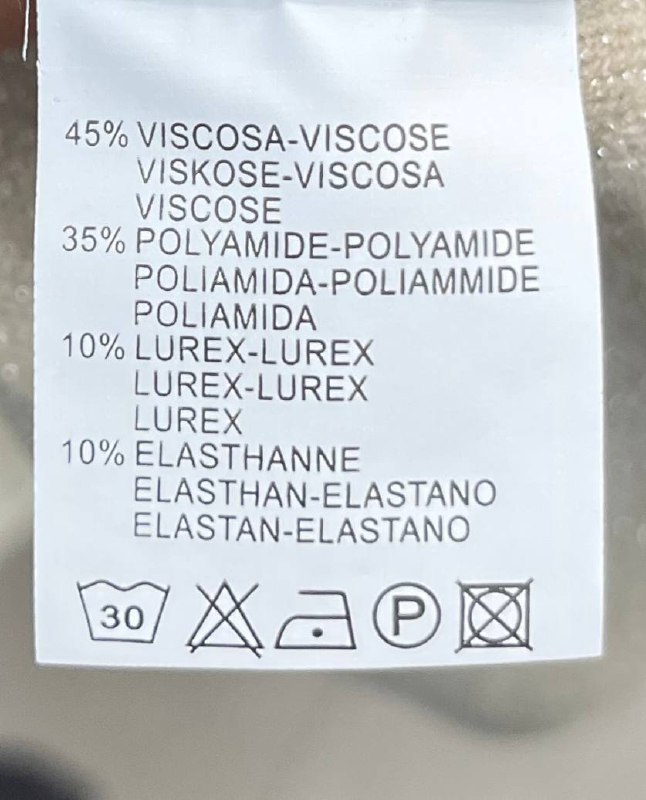 45% VISCOSA-VISCOSE
VISKOSE-VISCOSA
VISCOSE
35% POLYAMIDE-POLYAMIDE
POLIAMIDA-POLIAMMIDE
POLIAMIDA
10% LUREX-LUREX
LUREX-LUREX
LUREX
10% ELASTHANNE
ELASTHAN-ELASTANO
ELASTAN-ELASTANO
30 P